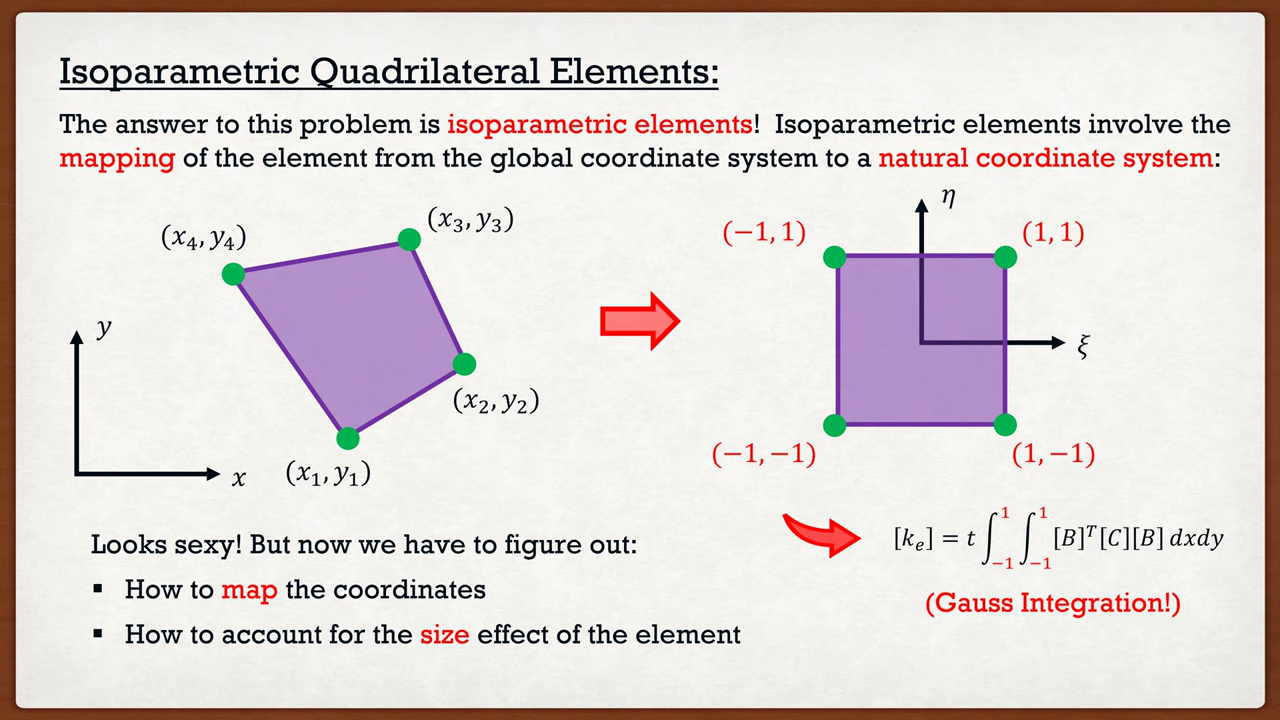 Isoparametric Quadrilateral Elements:
The answer to this problem is isoparametric elements! Isoparametric elements involve the
mapping of the element from the global coordinate system to a natural coordinate system:
(x₄, y₄)
(x₃, y₃)
y
(x₂, y₂)
x
(x₁, y₁)
η
(−1, 1)
(1, 1)
ξ
(−1, −1)
(1, −1)
[kₑ] = t ∫₋₁¹ ∫₋₁¹ [B]ᵀ[C][B] dxdy
(Gauss Integration!)
Looks sexy! But now we have to figure out:
▪ How to map the coordinates
▪ How to account for the size effect of the element